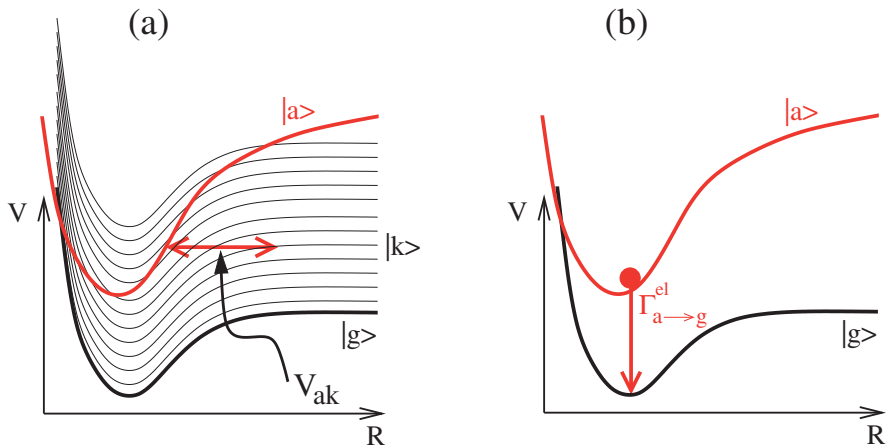 (a)
|a>
V
|k>
|g>
V_ak
R
(b)
|a>
V
Γ^el_a→g
|g>
R